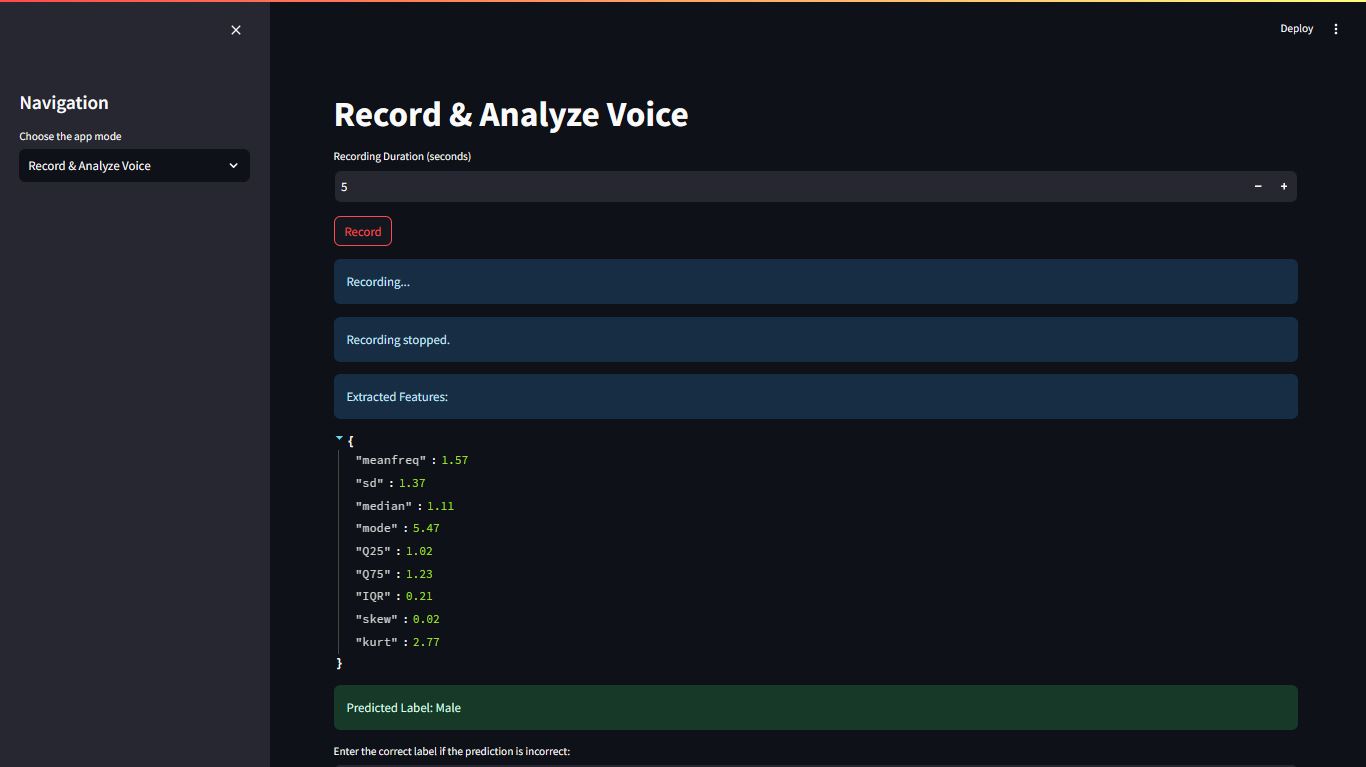 Deploy
Navigation
Choose the app mode
Record & Analyze Voice
Record & Analyze Voice
Recording Duration (seconds)
5
Record
Recording...
Recording stopped.
Extracted Features:
{
"meanfreq" : 1.57
"sd" : 1.37
"median" : 1.11
"mode" : 5.47
"Q25" : 1.02
"Q75" : 1.23
"IQR" : 0.21
"skew" : 0.02
"kurt" : 2.77
}
Predicted Label: Male
Enter the correct label if the prediction is incorrect: